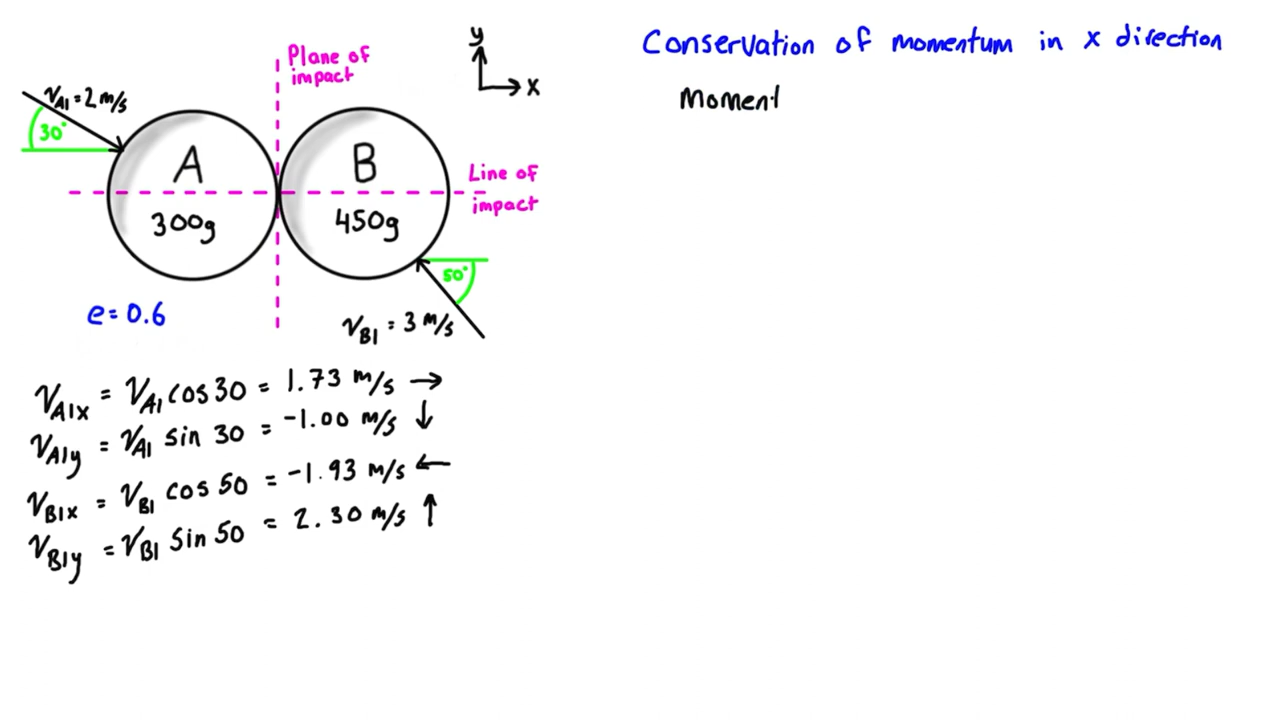 Conservation of momentum in x direction
Moment
Plane of
impact
y
x
vA1 = 2 m/s
30°
A
300g
B
450g
Line of
impact
50°
e = 0.6
vB1 = 3 m/s
vA1x = vA1 cos 30 = 1.73 m/s →
vA1y = vA1 sin 30 = -1.00 m/s ↓
vB1x = vB1 cos 50 = -1.93 m/s ←
vB1y = vB1 sin 50 = 2.30 m/s ↑